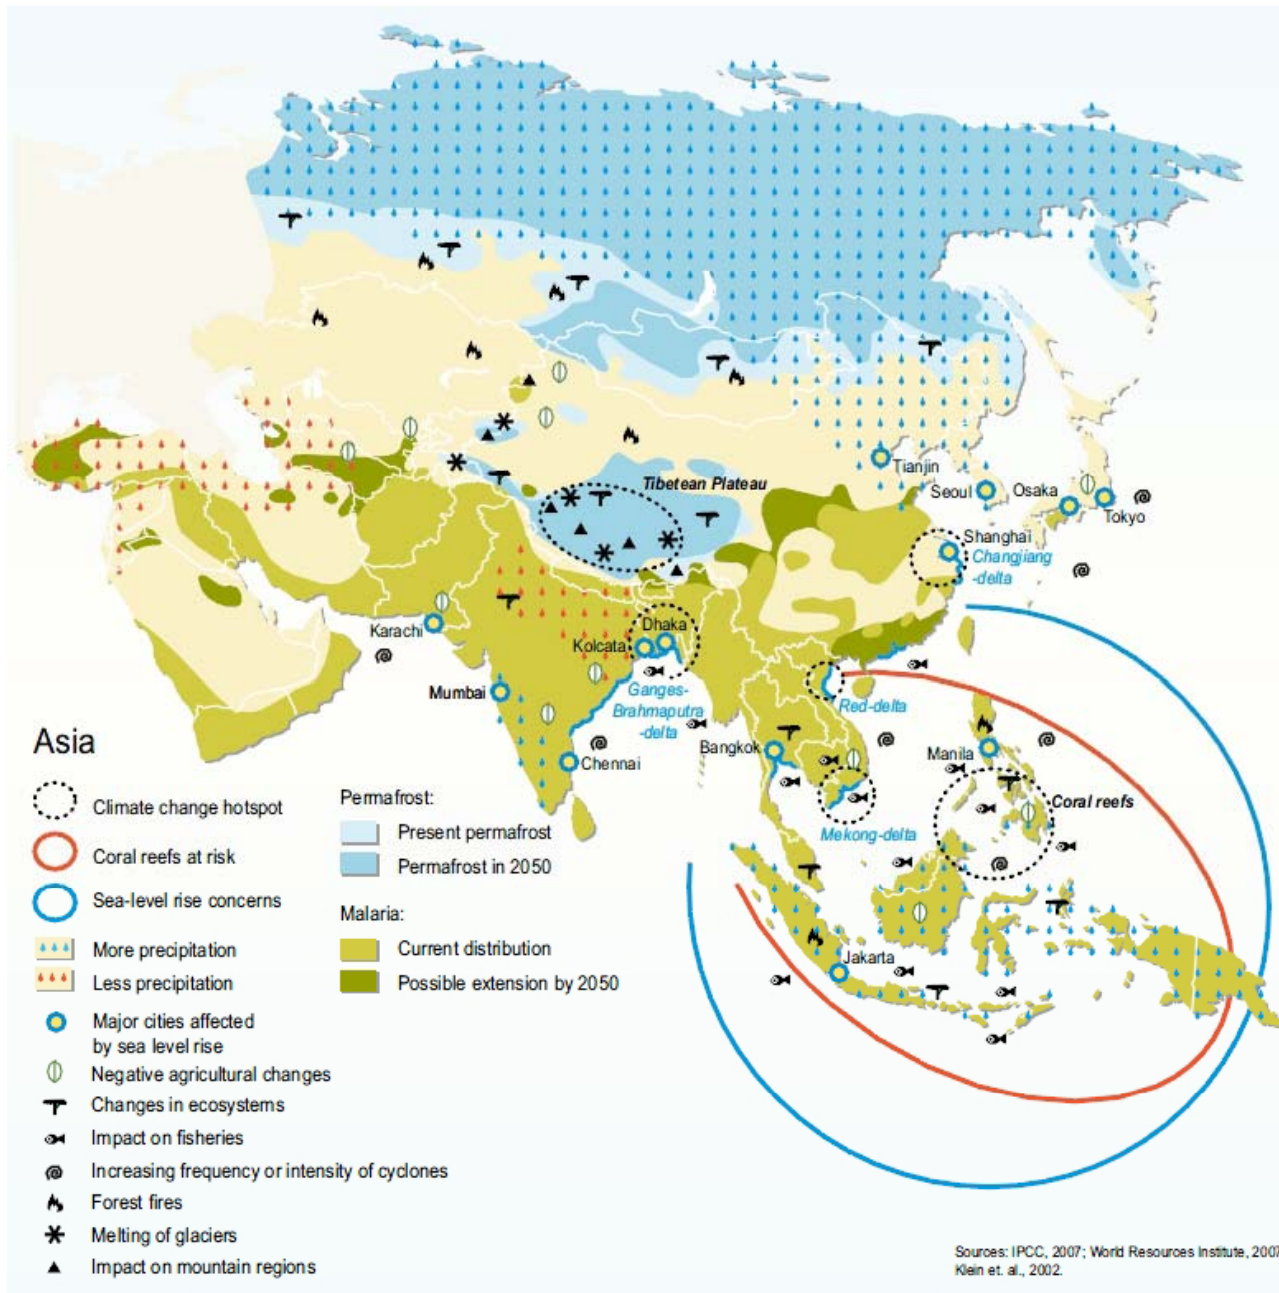 Tibetean Plateau
Tianjin
Seoul
Osaka
Tokyo
Shanghai
Changjiang
-delta
Karachi
Dhaka
Kolcata
Mumbai
Ganges-
Brahmaputra
-delta
Red-delta
Chennai
Bangkok
Manila
Mekong-delta
Coral reefs
Jakarta
Asia
Climate change hotspot
Coral reefs at risk
Sea-level rise concerns
More precipitation
Less precipitation
Major cities affected
by sea level rise
Negative agricultural changes
Changes in ecosystems
Impact on fisheries
Increasing frequency or intensity of cyclones
Forest fires
Melting of glaciers
Impact on mountain regions
Permafrost:
Present permafrost
Permafrost in 2050
Malaria:
Current distribution
Possible extension by 2050
Sources: IPCC, 2007; World Resources Institute, 2007
Klein et. al., 2002.